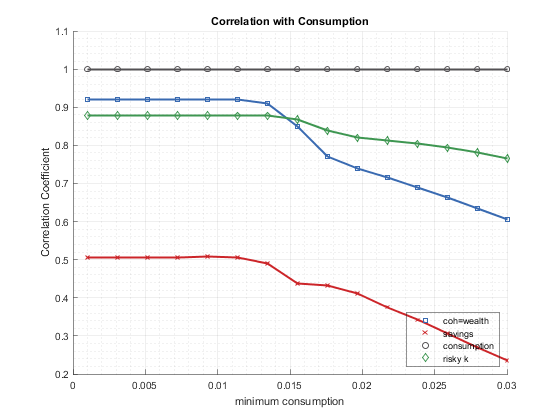 Correlation with Consumption
1.1
1
0.9
0.8
0.7
0.6
0.5
0.4
0.3
0.2
Correlation Coefficient
coh=wealth
savings
consumption
risky k
0
0.005
0.01
0.015
0.02
0.025
0.03
minimum consumption